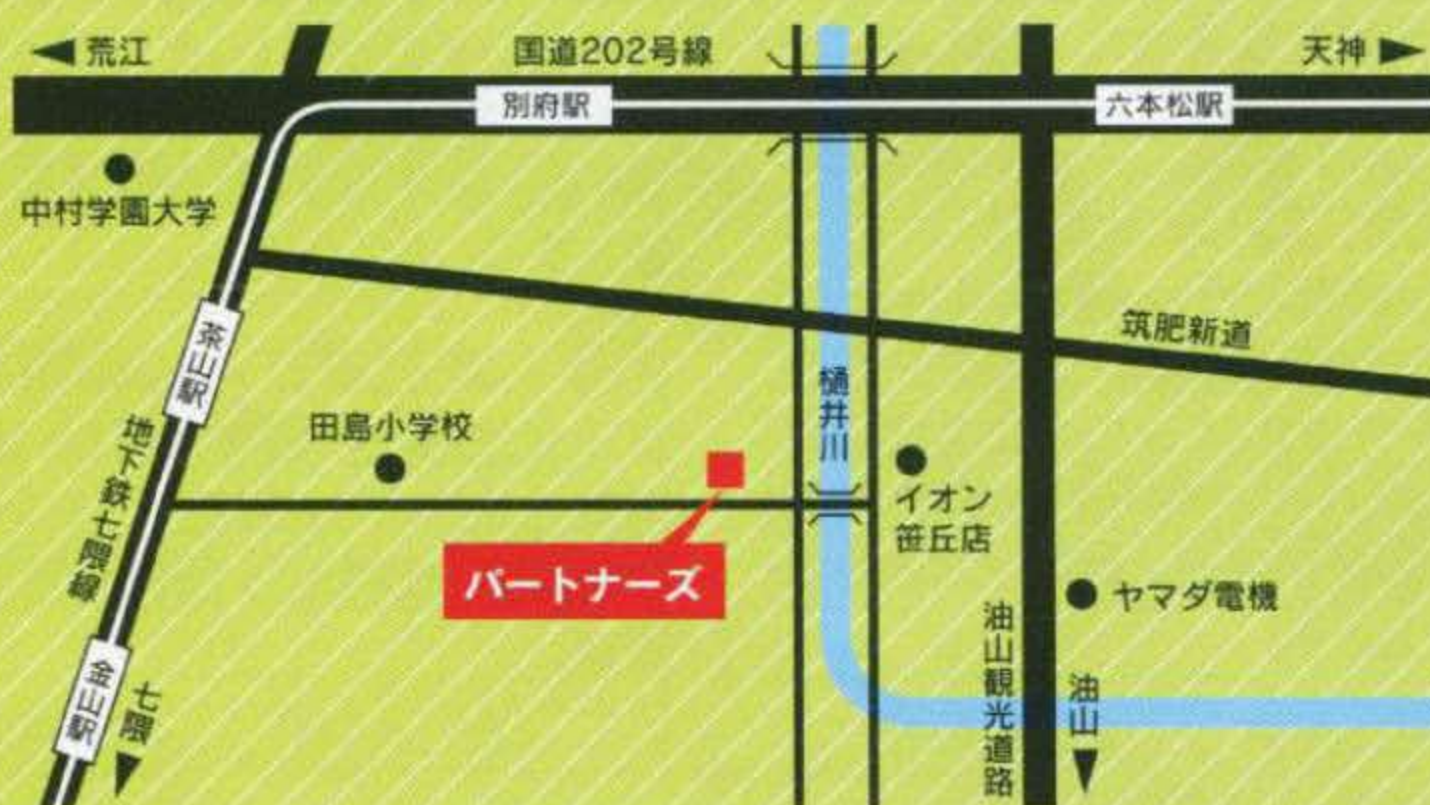 荒江
国道202号線
天神
別府駅
六本松駅
中村学園大学
筑肥新道
茶山駅
樋井川
地下鉄七隈線
田島小学校
イオン
笹丘店
パートナーズ
ヤマダ電機
油山観光道路
金山駅
七隈
油山